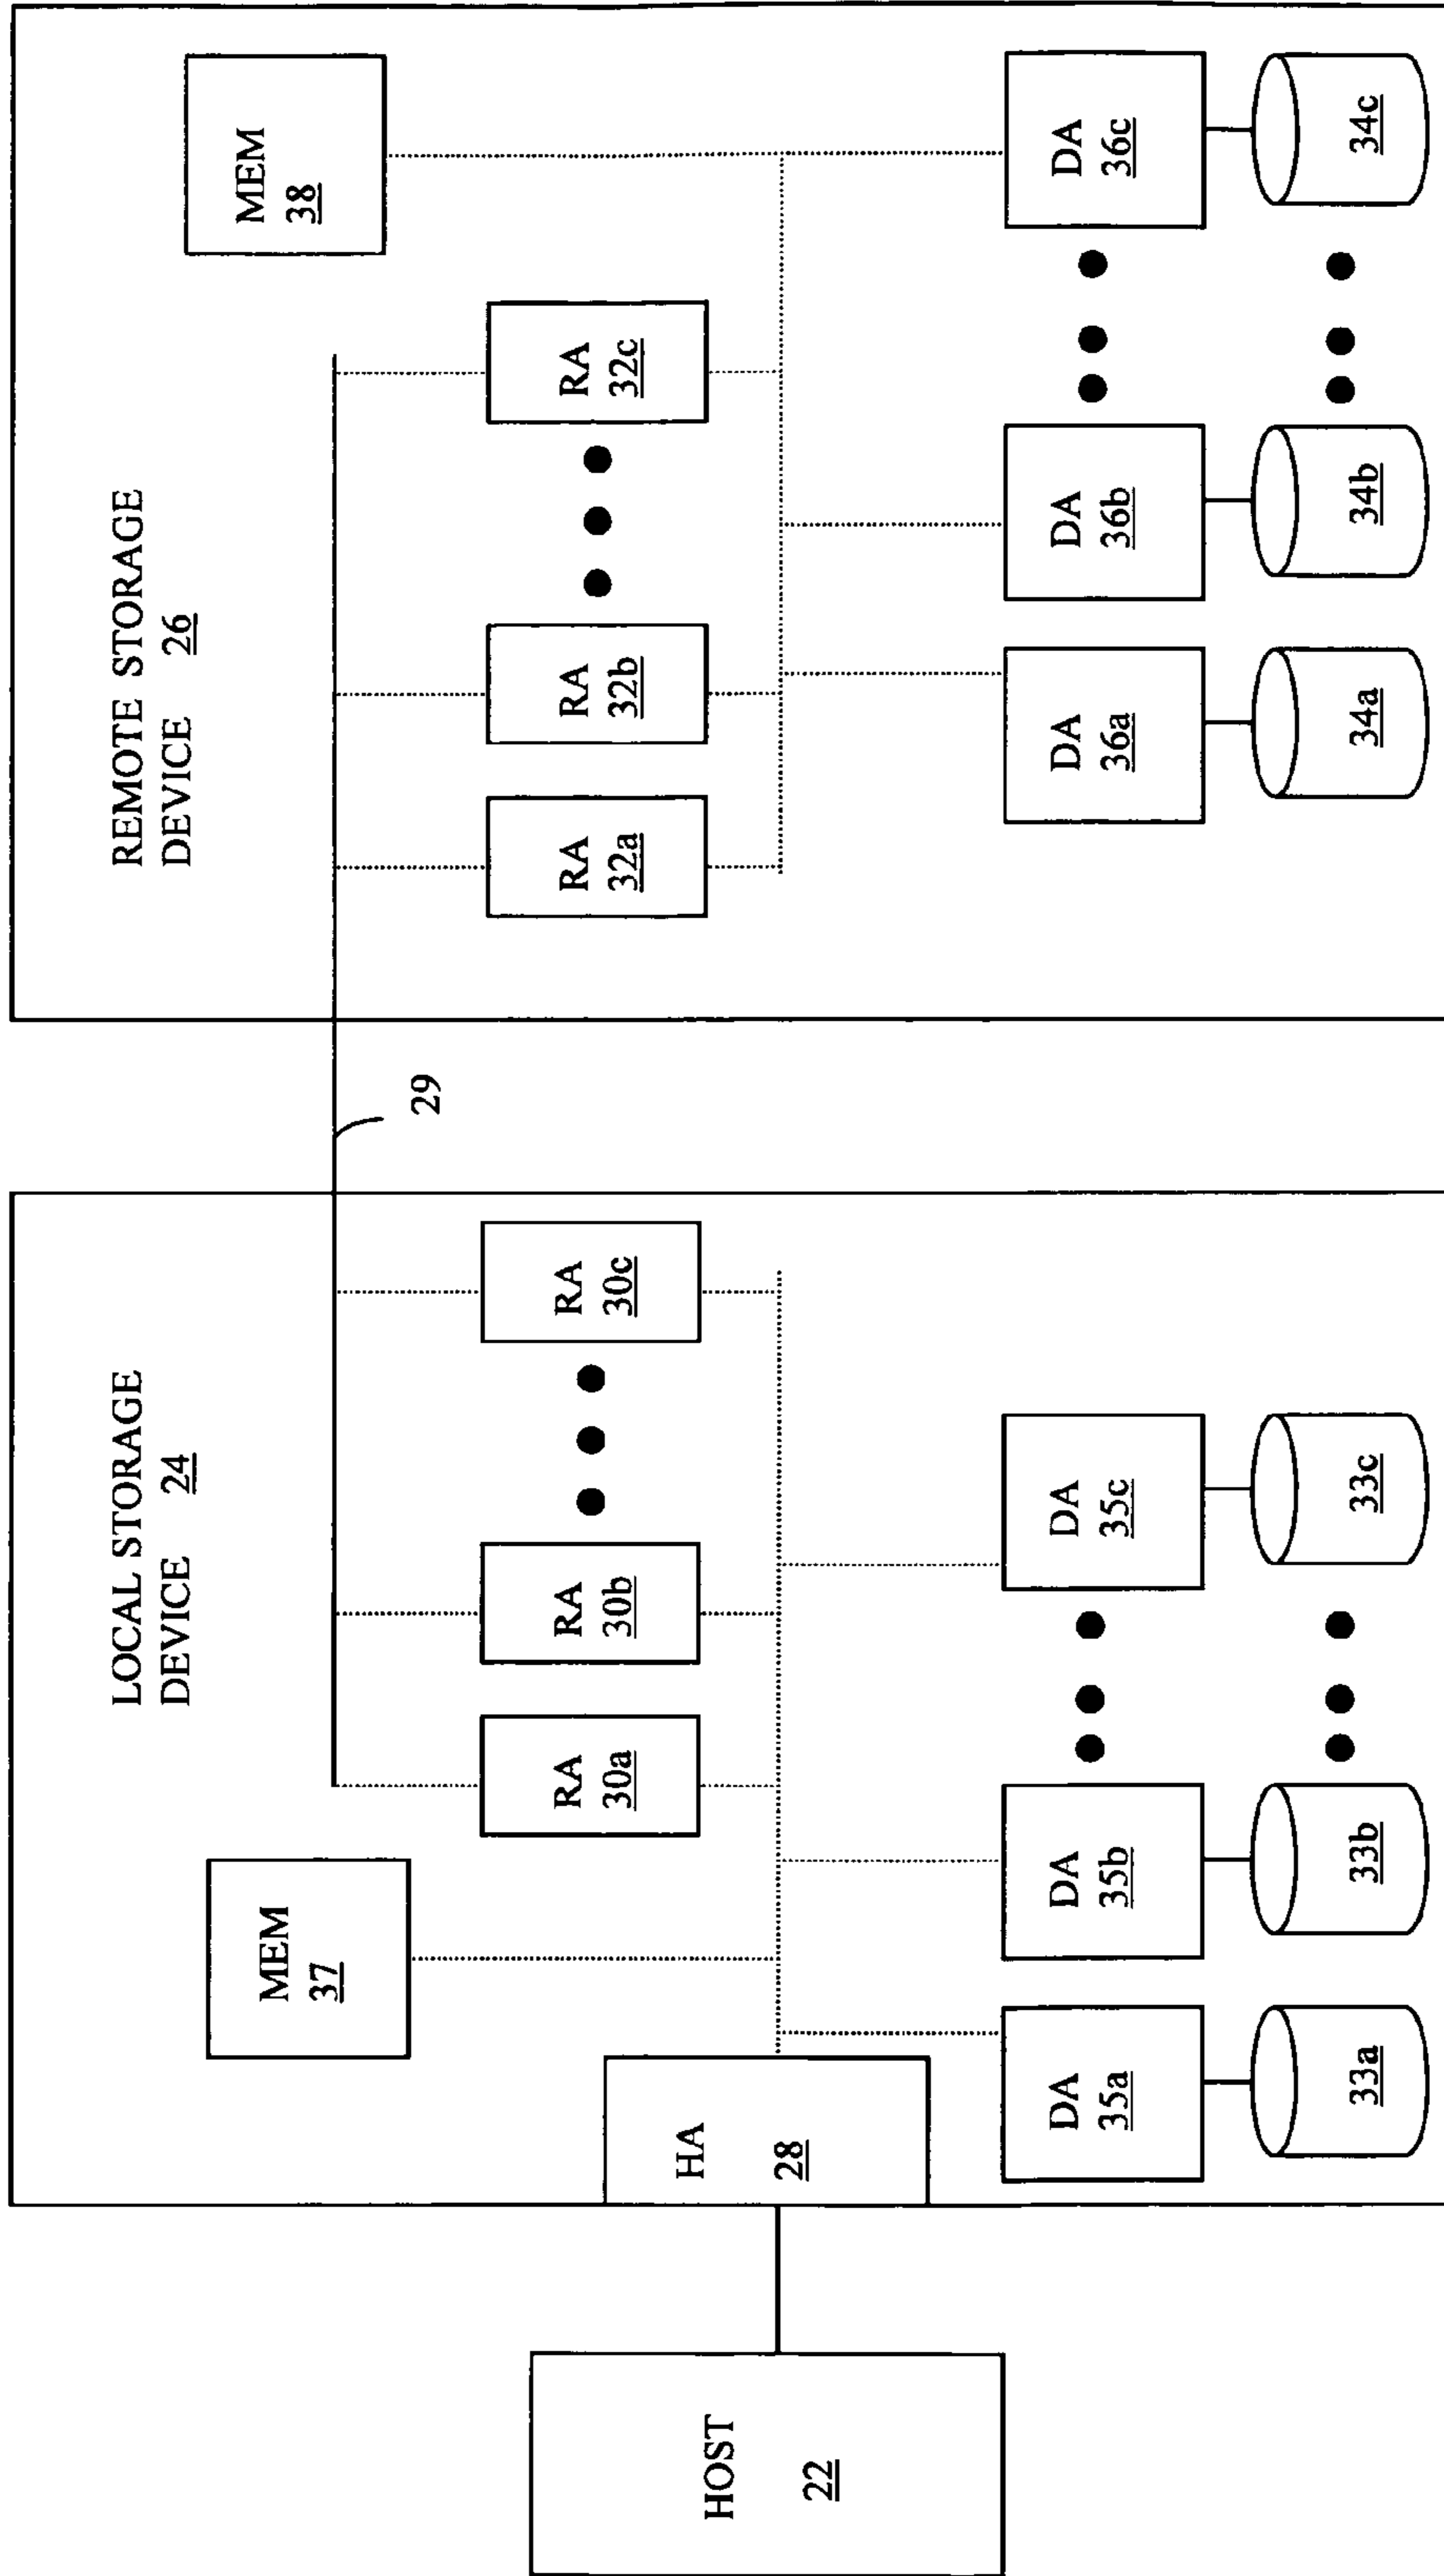 HOST
22
LOCAL STORAGE
DEVICE 24
HA
28
MEM
37
RA
30a
RA
30b
RA
30c
DA
35a
DA
35b
DA
35c
33a
33b
33c
29
REMOTE STORAGE
DEVICE 26
MEM
38
RA
32a
RA
32b
RA
32c
DA
36a
DA
36b
DA
36c
34a
34b
34c